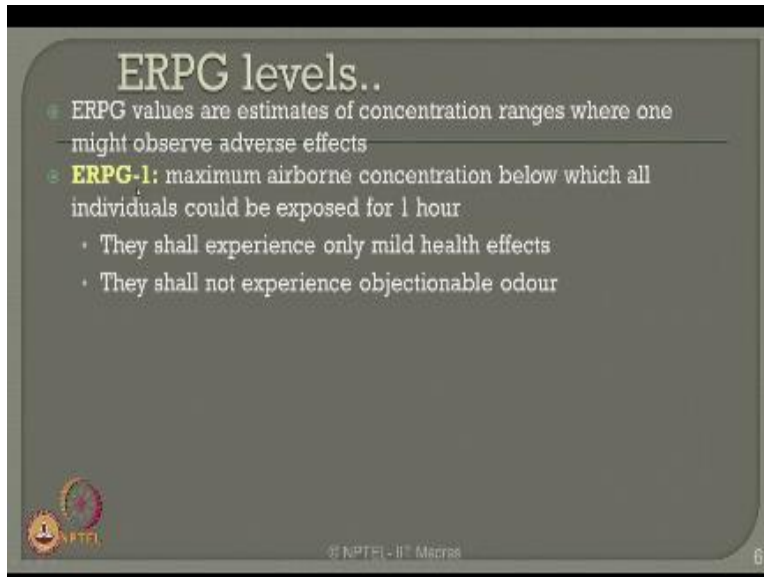 ERPG levels..
ERPG values are estimates of concentration ranges where one
might observe adverse effects
ERPG-1: maximum airborne concentration below which all
individuals could be exposed for 1 hour
• They shall experience only mild health effects
• They shall not experience objectionable odour
NPTEL
© NPTEL - IIT Madras
6